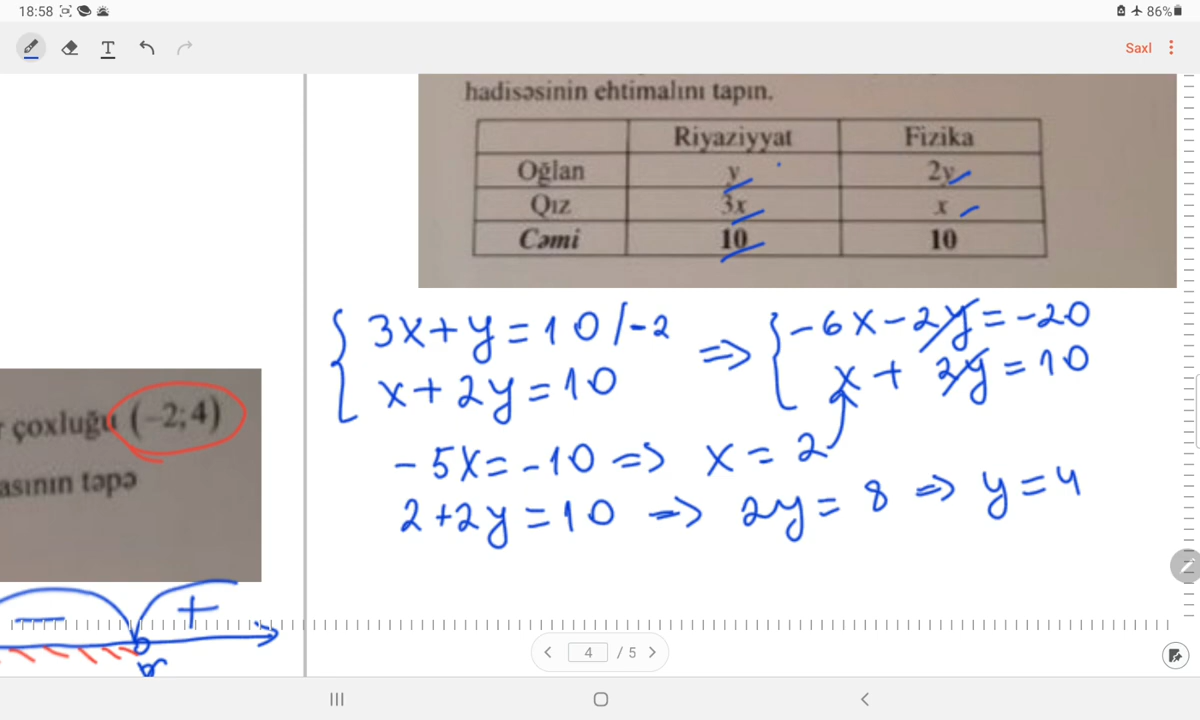 18:58 86%
T Saxl
hadisəsinin ehtimalını tapın.
Riyaziyyat Fizika
Oğlan y 2y
Qız 3x x
Cəmi 10 10
3x+y=10/-2 => -6x-2y=-20
x+2y=10 x+2y=10
-5x=-10 => x=2
2+2y=10 => 2y=8 => y=4
çoxluğu (-2;4)
asının təpə
− +
4 / 5